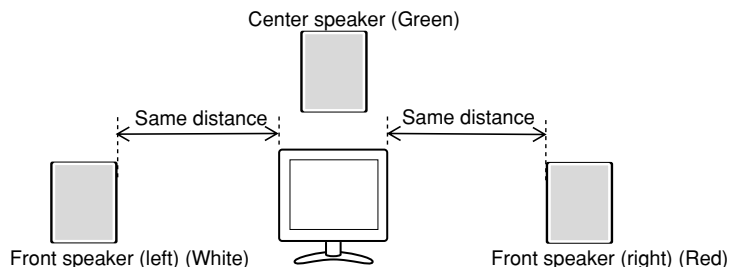 Center speaker (Green)
Same distance
Same distance
Front speaker (left) (White)
Front speaker (right) (Red)